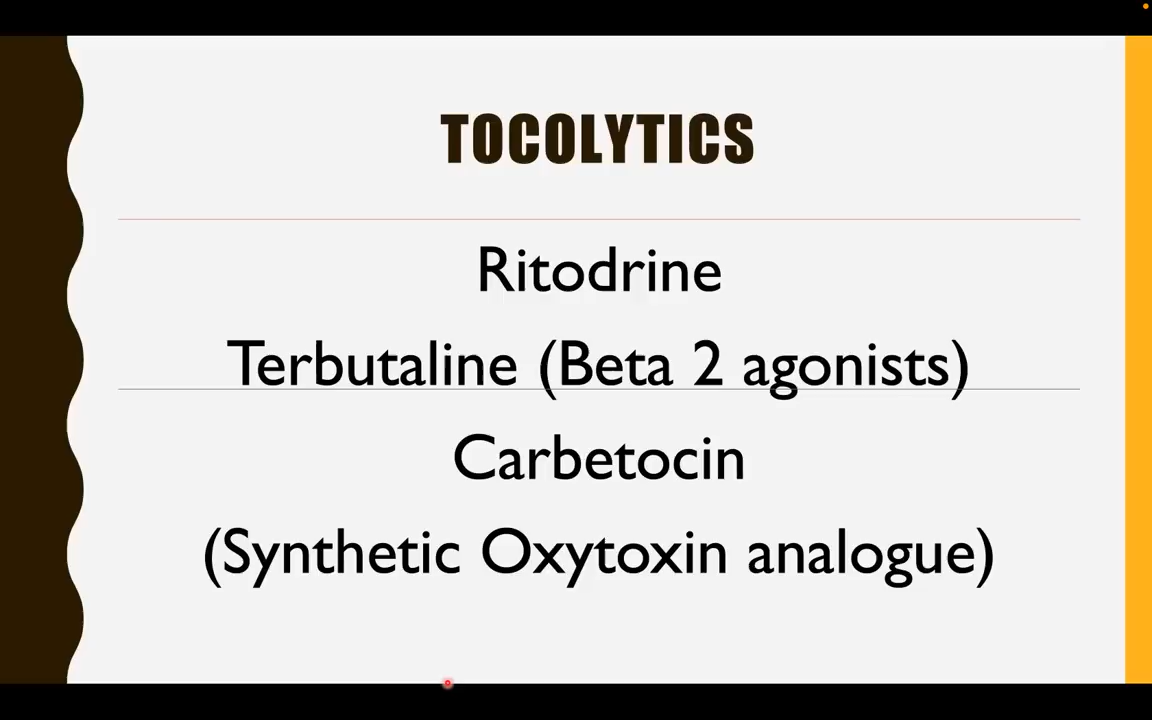 TOCOLYTICS
Ritodrine
Terbutaline (Beta 2 agonists)
Carbetocin
(Synthetic Oxytoxin analogue)